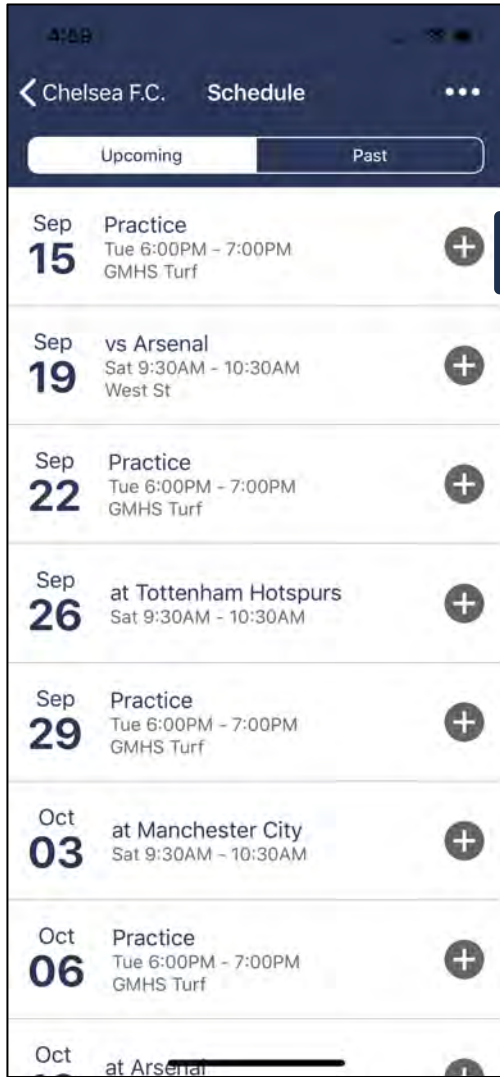 4:59
Chelsea F.C. Schedule
Upcoming Past
Sep
15
Practice
Tue 6:00PM - 7:00PM
GMHS Turf
Sep
19
vs Arsenal
Sat 9:30AM - 10:30AM
West St
Sep
22
Practice
Tue 6:00PM - 7:00PM
GMHS Turf
Sep
26
at Tottenham Hotspurs
Sat 9:30AM - 10:30AM
Sep
29
Practice
Tue 6:00PM - 7:00PM
GMHS Turf
Oct
03
at Manchester City
Sat 9:30AM - 10:30AM
Oct
06
Practice
Tue 6:00PM - 7:00PM
GMHS Turf
Oct
at Arsenal